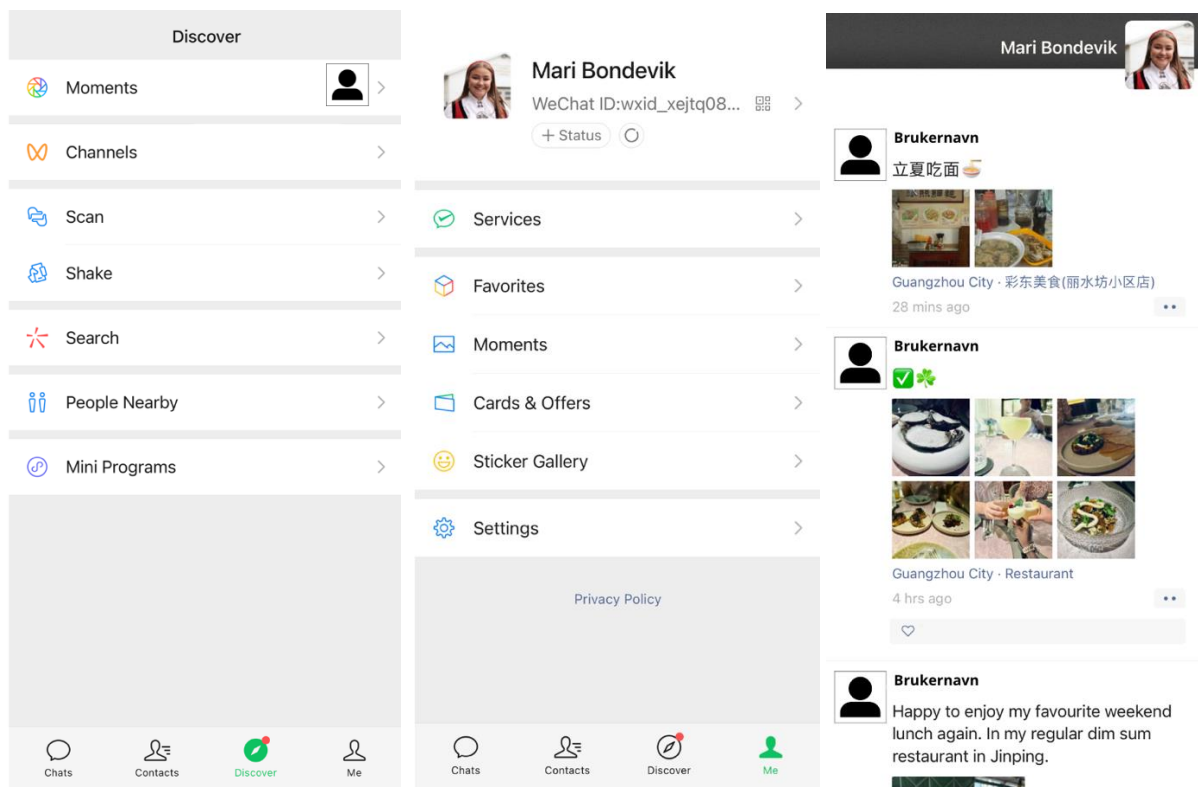 Discover
Moments
Channels
Scan
Shake
Search
People Nearby
Mini Programs
Chats
Contacts
Discover
Me
Mari Bondevik
WeChat ID:wxid_xejtq08...
+ Status
Services
Favorites
Moments
Cards & Offers
Sticker Gallery
Settings
Privacy Policy
Chats
Contacts
Discover
Me
Mari Bondevik
Brukernavn
立夏吃面🍜
Guangzhou City · 彩东美食(丽水坊小区店)
28 mins ago
Brukernavn
✅☘️
Guangzhou City · Restaurant
4 hrs ago
Brukernavn
Happy to enjoy my favourite weekend
lunch again. In my regular dim sum
restaurant in Jinping.